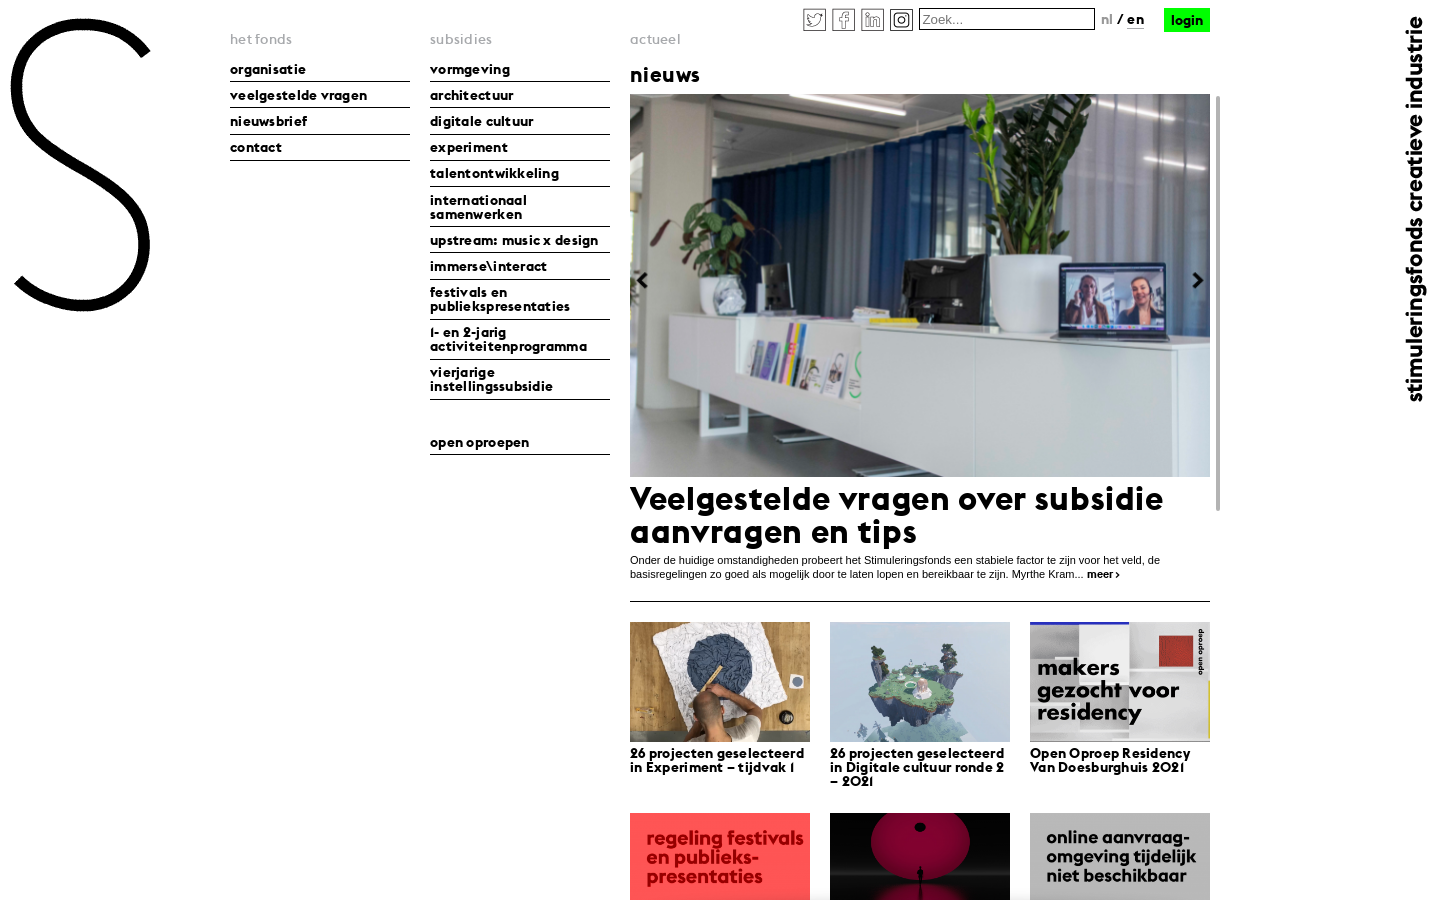 S
Zoek...
nl / en
login
het fonds
organisatie
veelgestelde vragen
nieuwsbrief
contact
subsidies
vormgeving
architectuur
digitale cultuur
experiment
talentontwikkeling
internationaal
samenwerken
upstream: music x design
immerse\interact
festivals en
publiekspresentaties
1- en 2-jarig
activiteitenprogramma
vierjarige
instellingssubsidie
open oproepen
actueel
nieuws
Veelgestelde vragen over subsidie
aanvragen en tips
Onder de huidige omstandigheden probeert het Stimuleringsfonds een stabiele factor te zijn voor het veld, de
basisregelingen zo goed als mogelijk door te laten lopen en bereikbaar te zijn. Myrthe Kram... meer ›
26 projecten geselecteerd
in Experiment – tijdvak 1
26 projecten geselecteerd
in Digitale cultuur ronde 2
– 2021
open oproep
makers
gezocht voor
residency
Open Oproep Residency
Van Doesburghuis 2021
regeling festivals
en publieks-
presentaties
online aanvraag-
omgeving tijdelijk
niet beschikbaar
stimuleringsfonds creatieve industrie